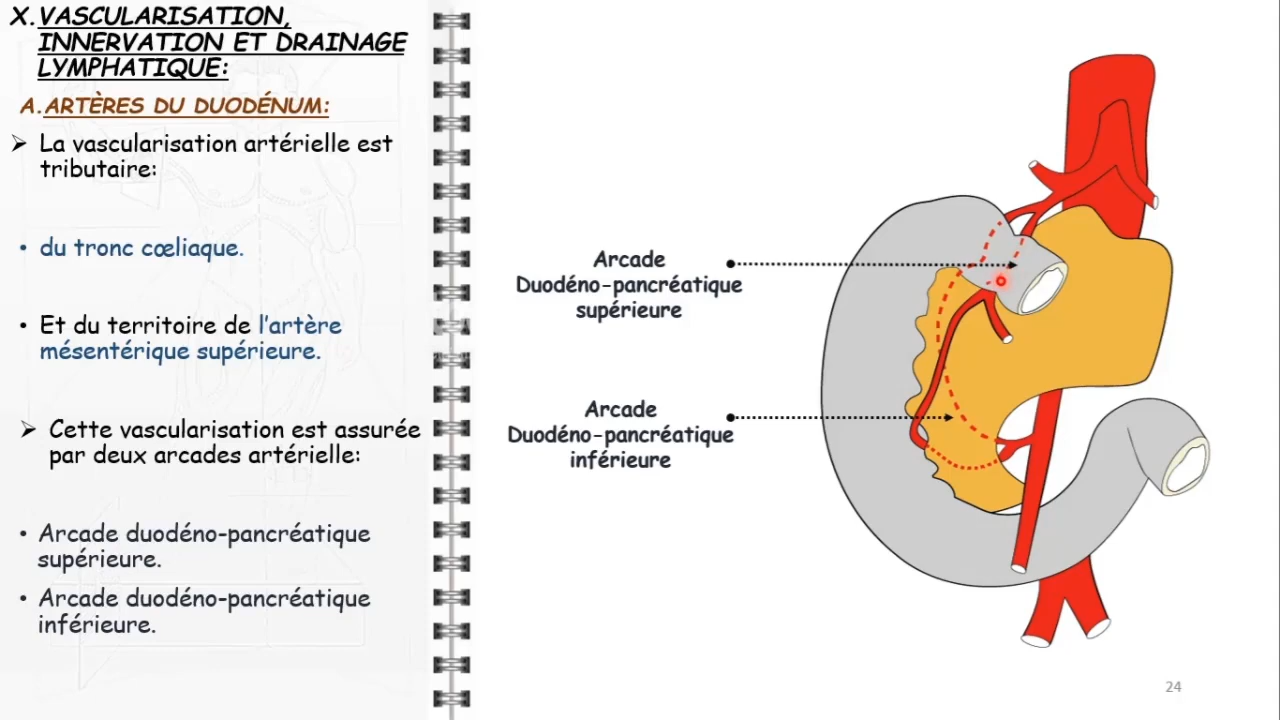 X. VASCULARISATION,
INNERVATION ET DRAINAGE
LYMPHATIQUE:
A. ARTÈRES DU DUODÉNUM:
➢ La vascularisation artérielle est
tributaire:
• du tronc cœliaque.
• Et du territoire de l'artère
mésentérique supérieure.
➢ Cette vascularisation est assurée
par deux arcades artérielle:
• Arcade duodéno-pancréatique
supérieure.
• Arcade duodéno-pancréatique
inférieure.
Arcade
Duodéno-pancréatique
supérieure
Arcade
Duodéno-pancréatique
inférieure
24